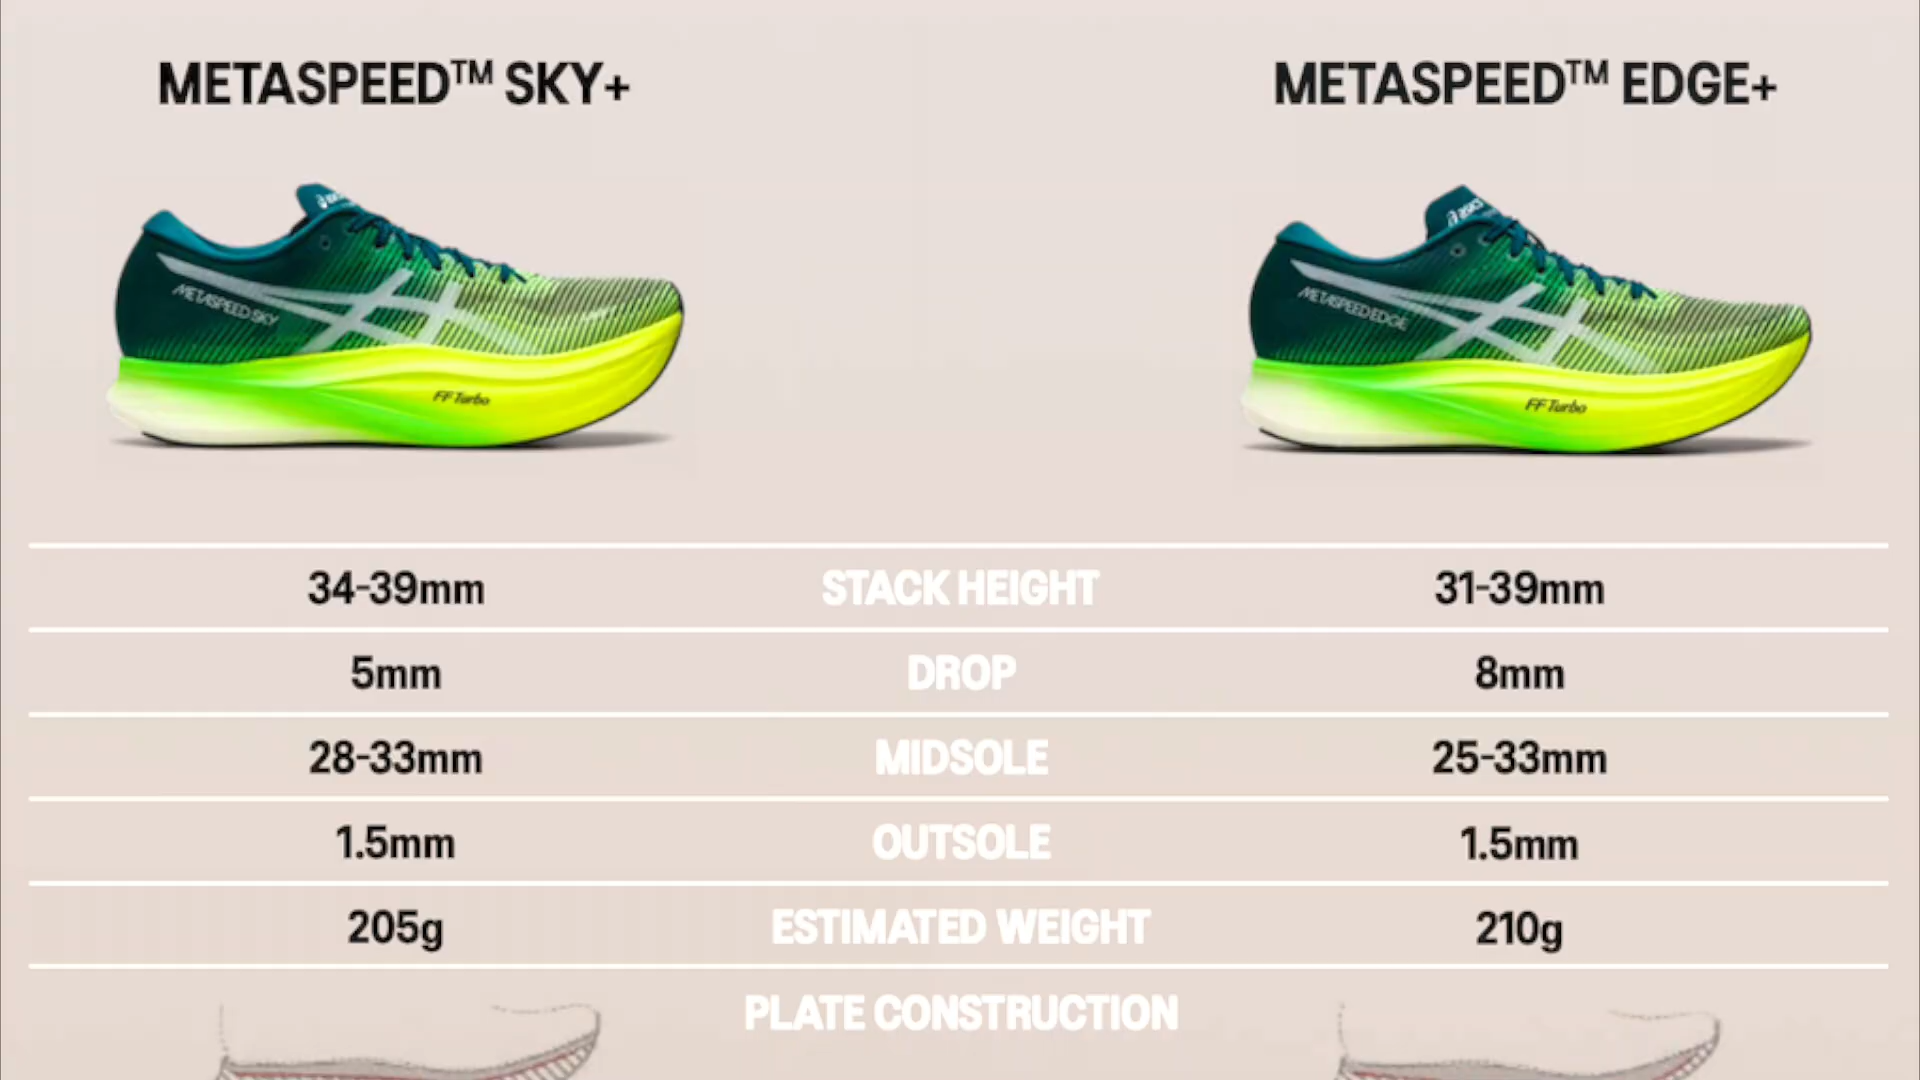 METASPEED™ SKY+
METASPEED™ EDGE+
METASPEED SKY
FF Turbo
asics
METASPEED EDGE
FF Turbo
34-39mm STACK HEIGHT 31-39mm
5mm DROP 8mm
28-33mm MIDSOLE 25-33mm
1.5mm OUTSOLE 1.5mm
205g ESTIMATED WEIGHT 210g
PLATE CONSTRUCTION